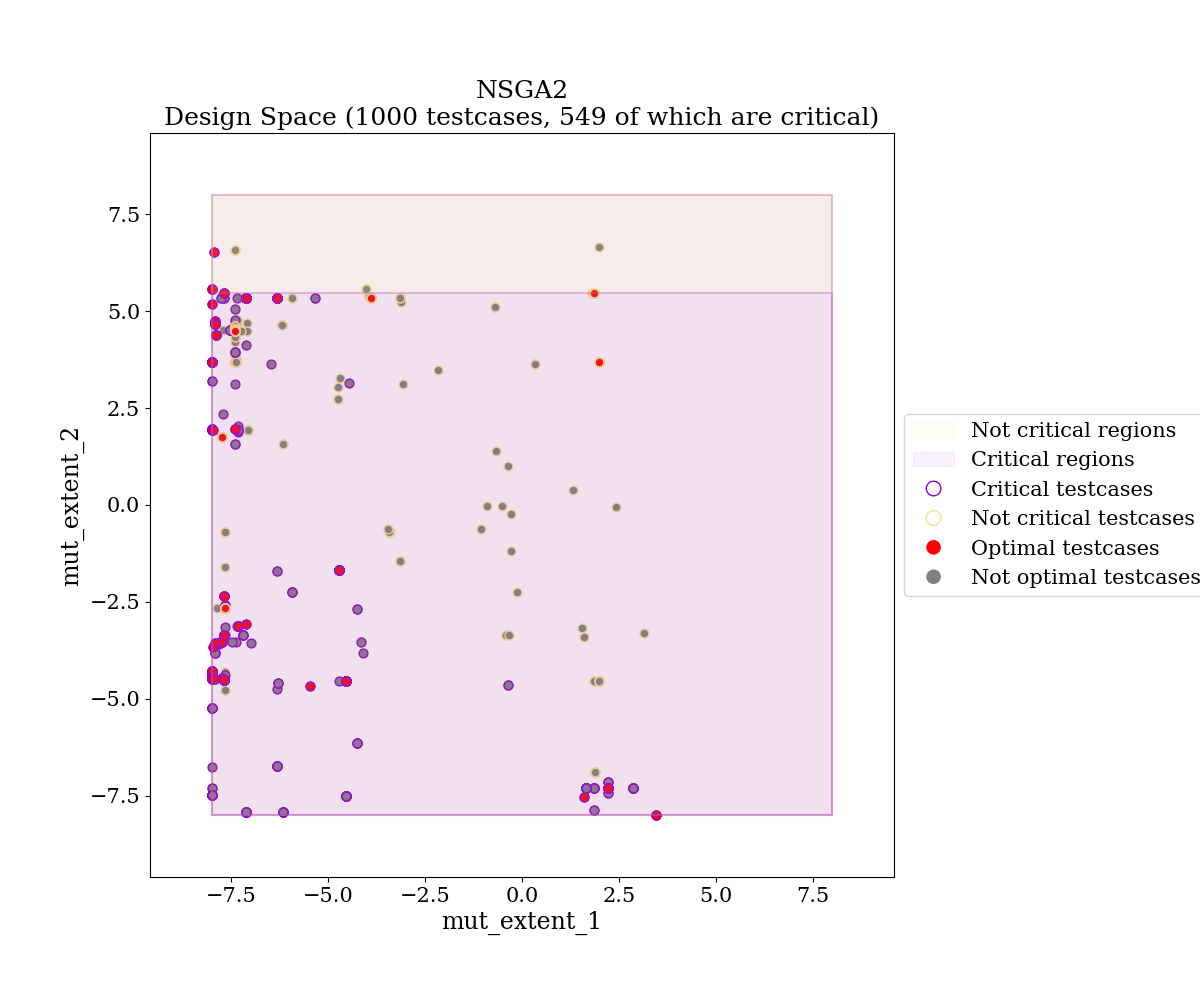 NSGA2
Design Space (1000 testcases, 549 of which are critical)
7.5
5.0
2.5
0.0
−2.5
−5.0
−7.5
mut_extent_2
−7.5 −5.0 −2.5 0.0 2.5 5.0 7.5
mut_extent_1
Not critical regions
Critical regions
Critical testcases
Not critical testcases
Optimal testcases
Not optimal testcases